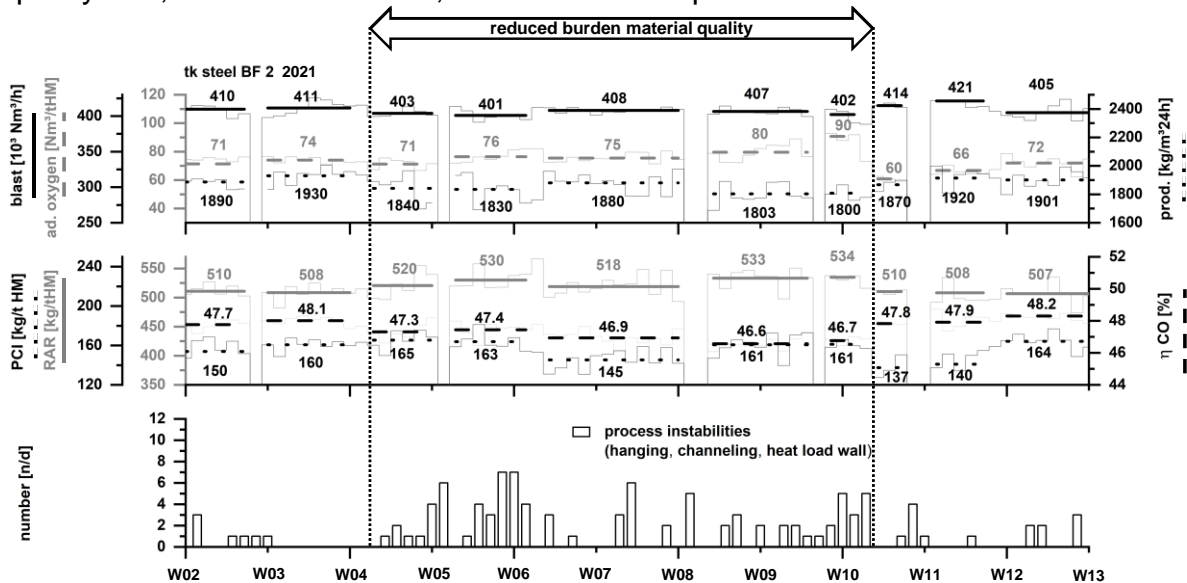 reduced burden material quality
tk steel BF 2 2021
blast [10³ Nm³/h]
ad. oxygen [Nm³/tHM]
400
350
300
250
120
100
80
60
40
410 411 403 401 408 407 402 414 421 405
71 74 71 76 75 80 90 60 66 72
1890 1930 1840 1830 1880 1803 1800 1870 1920 1901
2400
2200
2000
1800
1600
prod. [kg/m³24h]
PCI [kg/t HM]
RAR [kg/tHM]
240
200
160
120
550
500
450
400
350
510 508 520 530 518 533 534 510 508 507
47.7 48.1 47.3 47.4 46.9 46.6 46.7 47.8 47.9 48.2
150 160 165 163 145 161 161 137 140 164
52
50
48
46
44
η CO [%]
number [n/d]
12
10
8
6
4
2
0
process instabilities
(hanging, channeling, heat load wall)
W02 W03 W04 W05 W06 W07 W08 W09 W10 W11 W12 W13